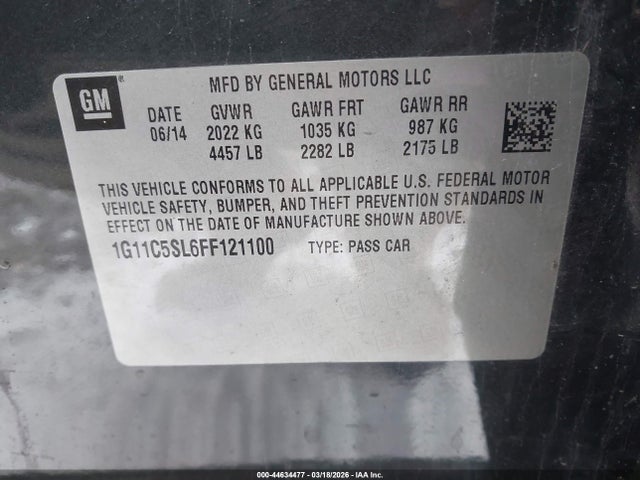 GM
MFD BY GENERAL MOTORS LLC
DATE GVWR GAWR FRT GAWR RR
06/14 2022 KG 1035 KG 987 KG
4457 LB 2282 LB 2175 LB
THIS VEHICLE CONFORMS TO ALL APPLICABLE U.S. FEDERAL MOTOR
VEHICLE SAFETY, BUMPER, AND THEFT PREVENTION STANDARDS IN
EFFECT ON THE DATE OF MANUFACTURE SHOWN ABOVE.
1G11C5SL6FF121100 TYPE: PASS CAR
000-44634477 - 03/18/2026 - IAA Inc.